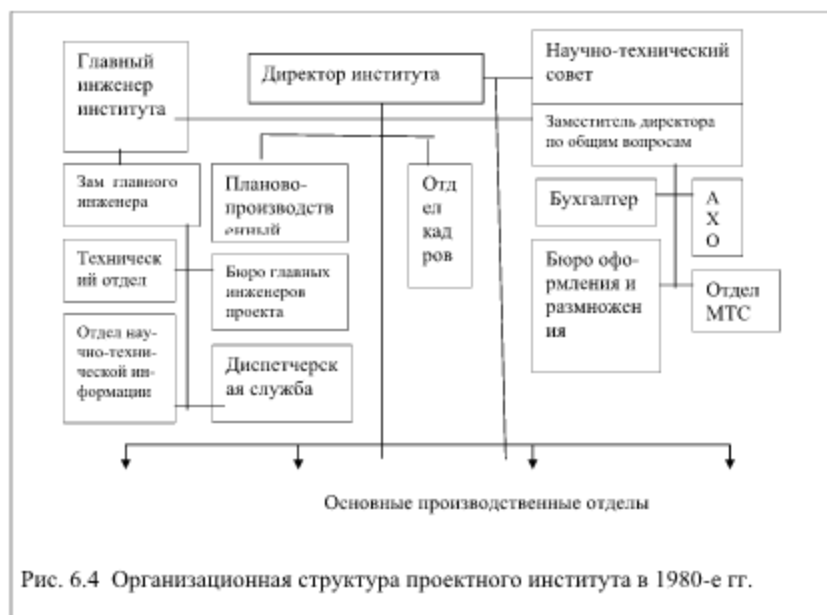 Главный
инженер
института
Директор института
Научно-технический
совет
Заместитель директора
по общим вопросам
Зам главного
инженера
Планово-
производств
енный
Отд
ел
кад
ров
Бухгалтер
А
Х
О
Техническ
ий отдел
Бюро главных
инженеров
проекта
Бюро офо-
рмления и
размножен
ия
Отдел
МТС
Отдел нау-
чно-техни-
ческой ин-
формации
Диспетчерск
ая служба
Основные производственные отделы
Рис. 6.4 Организационная структура проектного института в 1980-е гг.